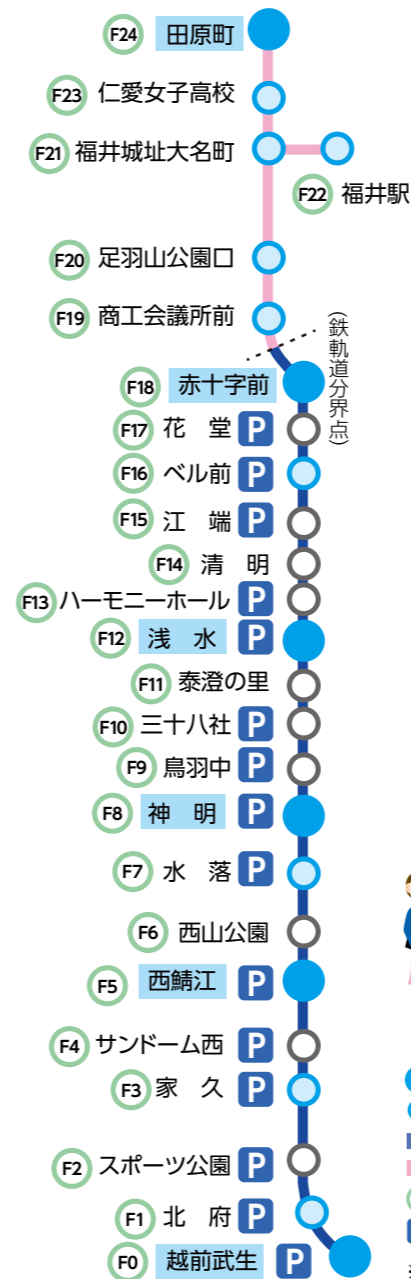 F24 田原町
F23 仁愛女子高校
F21 福井城址大名町
F22 福井駅
F20 足羽山公園口
F19 商工会議所前
(鉄軌道分界点)
F18 赤十字前
F17 花 堂 P
F16 ベル前 P
F15 江 端 P
F14 清 明
F13 ハーモニーホール P
F12 浅 水 P
F11 泰澄の里
F10 三十八社 P
F9 鳥羽中 P
F8 神 明 P
F7 水 落 P
F6 西山公園
F5 西鯖江 P
F4 サンドーム西 P
F3 家 久 P
F2 スポーツ公園 P
F1 北 府 P
F0 越前武生 P